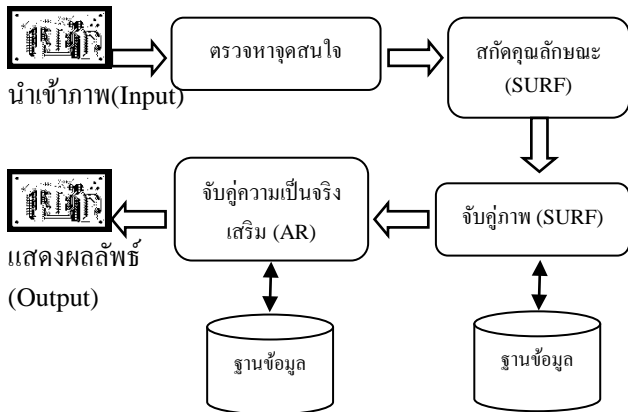 นำเข้าภาพ(Input)
ตรวจหาจุดสนใจ
สกัดคุณลักษณะ
(SURF)
จับคู่ภาพ (SURF)
ฐานข้อมูล
จับคู่ความเป็นจริง
เสริม (AR)
ฐานข้อมูล
แสดงผลลัพธ์
(Output)